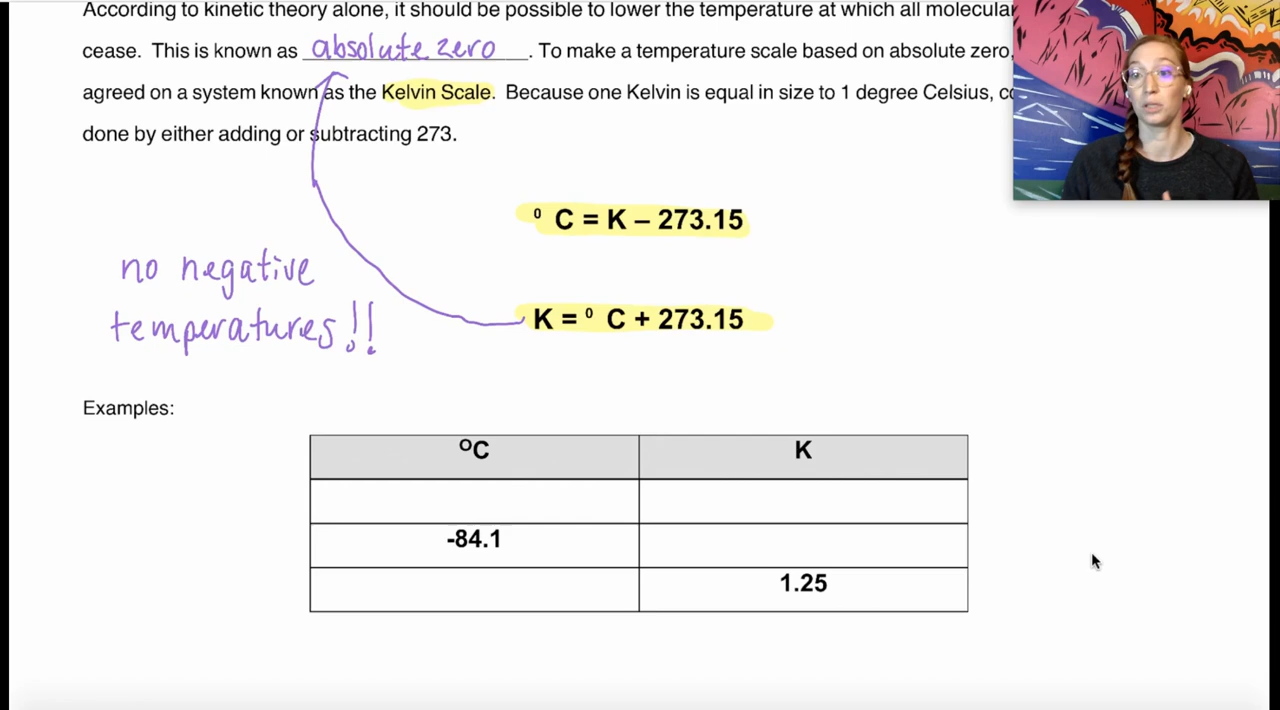 According to kinetic theory alone, it should be possible to lower the temperature at which all
cease. This is known as absolute zero. To make a temperature scale based on absolute zero,
agreed on a system known as the Kelvin Scale. Because one Kelvin is equal in size to 1 degree Celsius,
done by either adding or subtracting 273.
⁰ C = K – 273.15
no negative
temperatures!!
K = ⁰ C + 273.15
Examples:
ºC K
-84.1
1.25